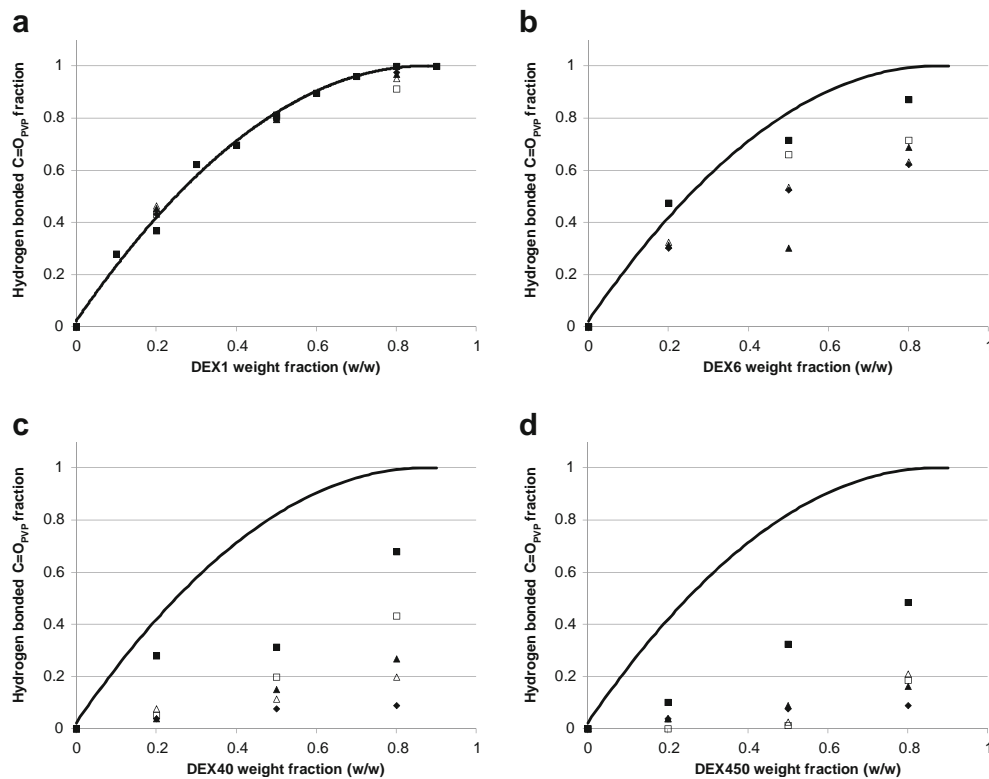 a
Hydrogen bonded C=O_PVP fraction
1
0.8
0.6
0.4
0.2
0
0 0.2 0.4 0.6 0.8 1
DEX1 weight fraction (w/w)
b
Hydrogen bonded C=O_PVP fraction
1
0.8
0.6
0.4
0.2
0
0 0.2 0.4 0.6 0.8 1
DEX6 weight fraction (w/w)
c
Hydrogen bonded C=O_PVP fraction
1
0.8
0.6
0.4
0.2
0
0 0.2 0.4 0.6 0.8 1
DEX40 weight fraction (w/w)
d
Hydrogen bonded C=O_PVP fraction
1
0.8
0.6
0.4
0.2
0
0 0.2 0.4 0.6 0.8 1
DEX450 weight fraction (w/w)